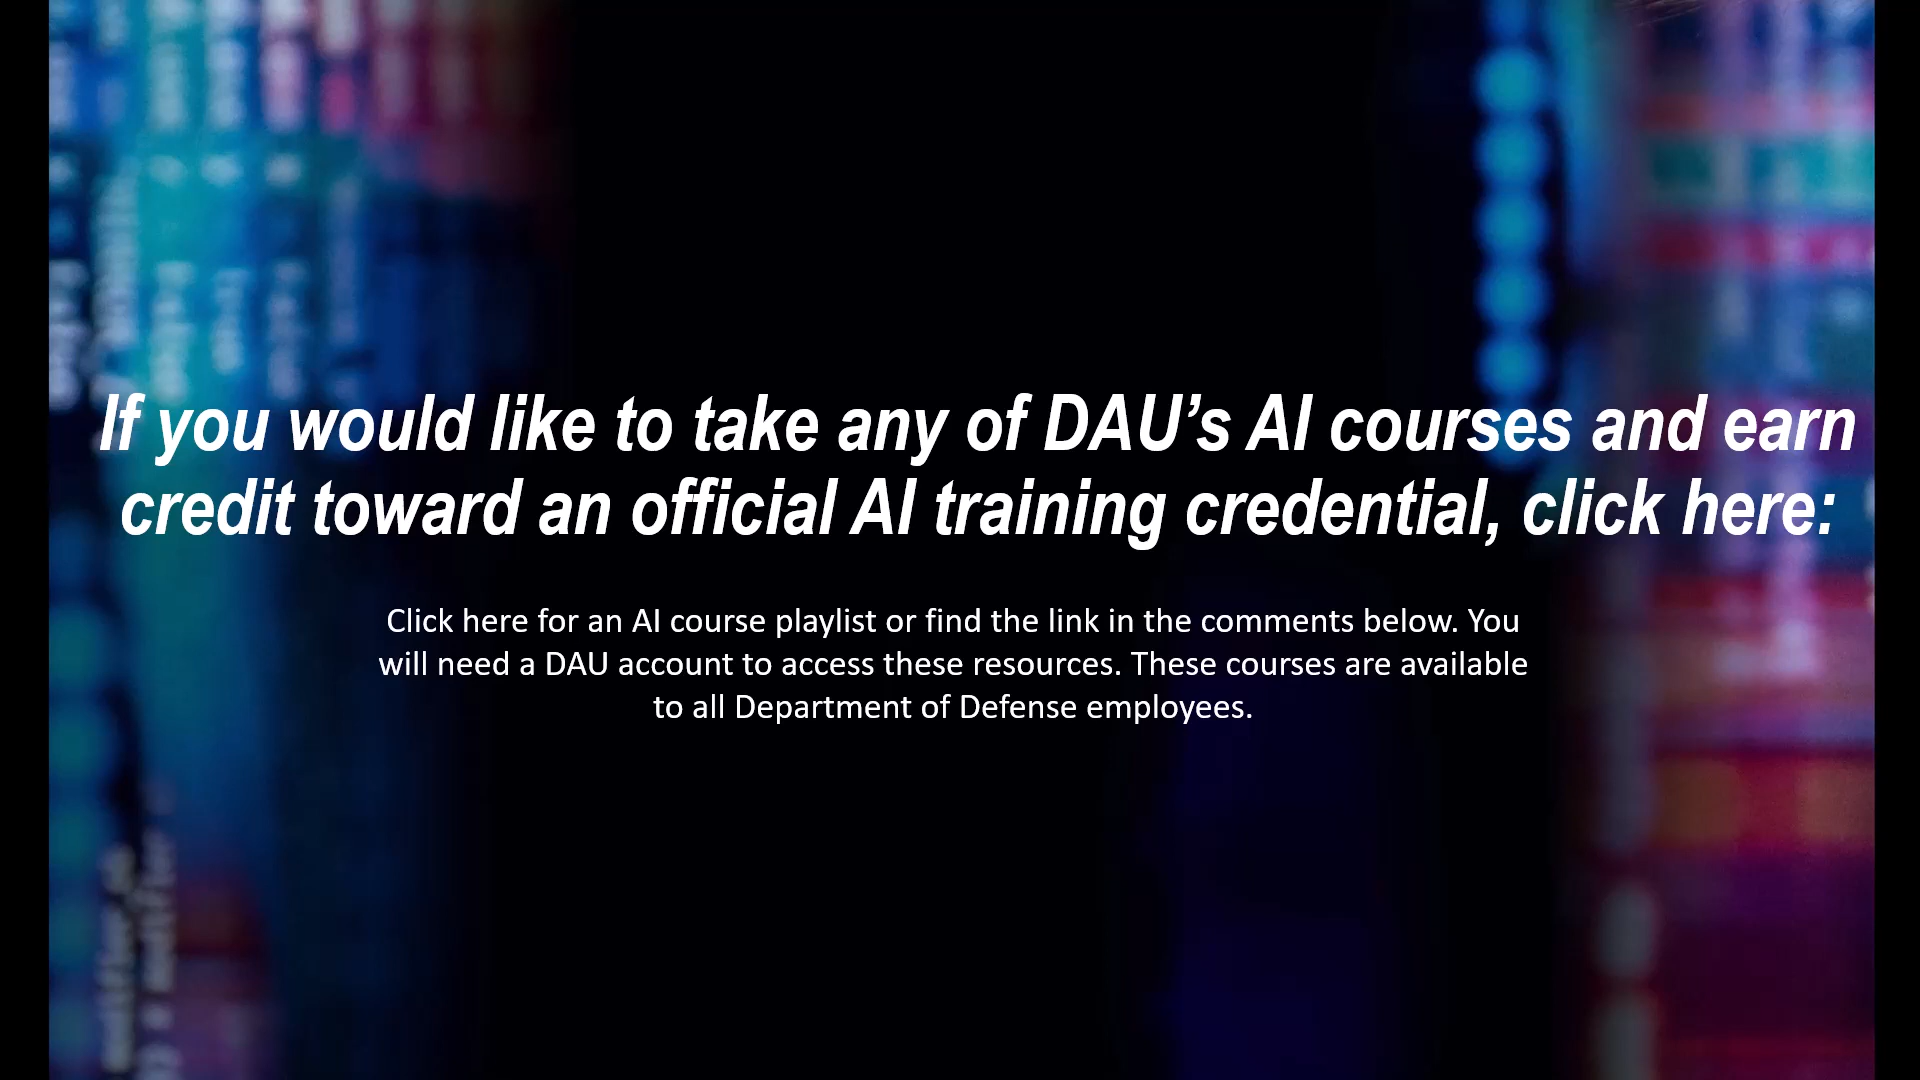 If you would like to take any of DAU’s AI courses and earn
credit toward an official AI training credential, click here:
Click here for an AI course playlist or find the link in the comments below. You
will need a DAU account to access these resources. These courses are available
to all Department of Defense employees.